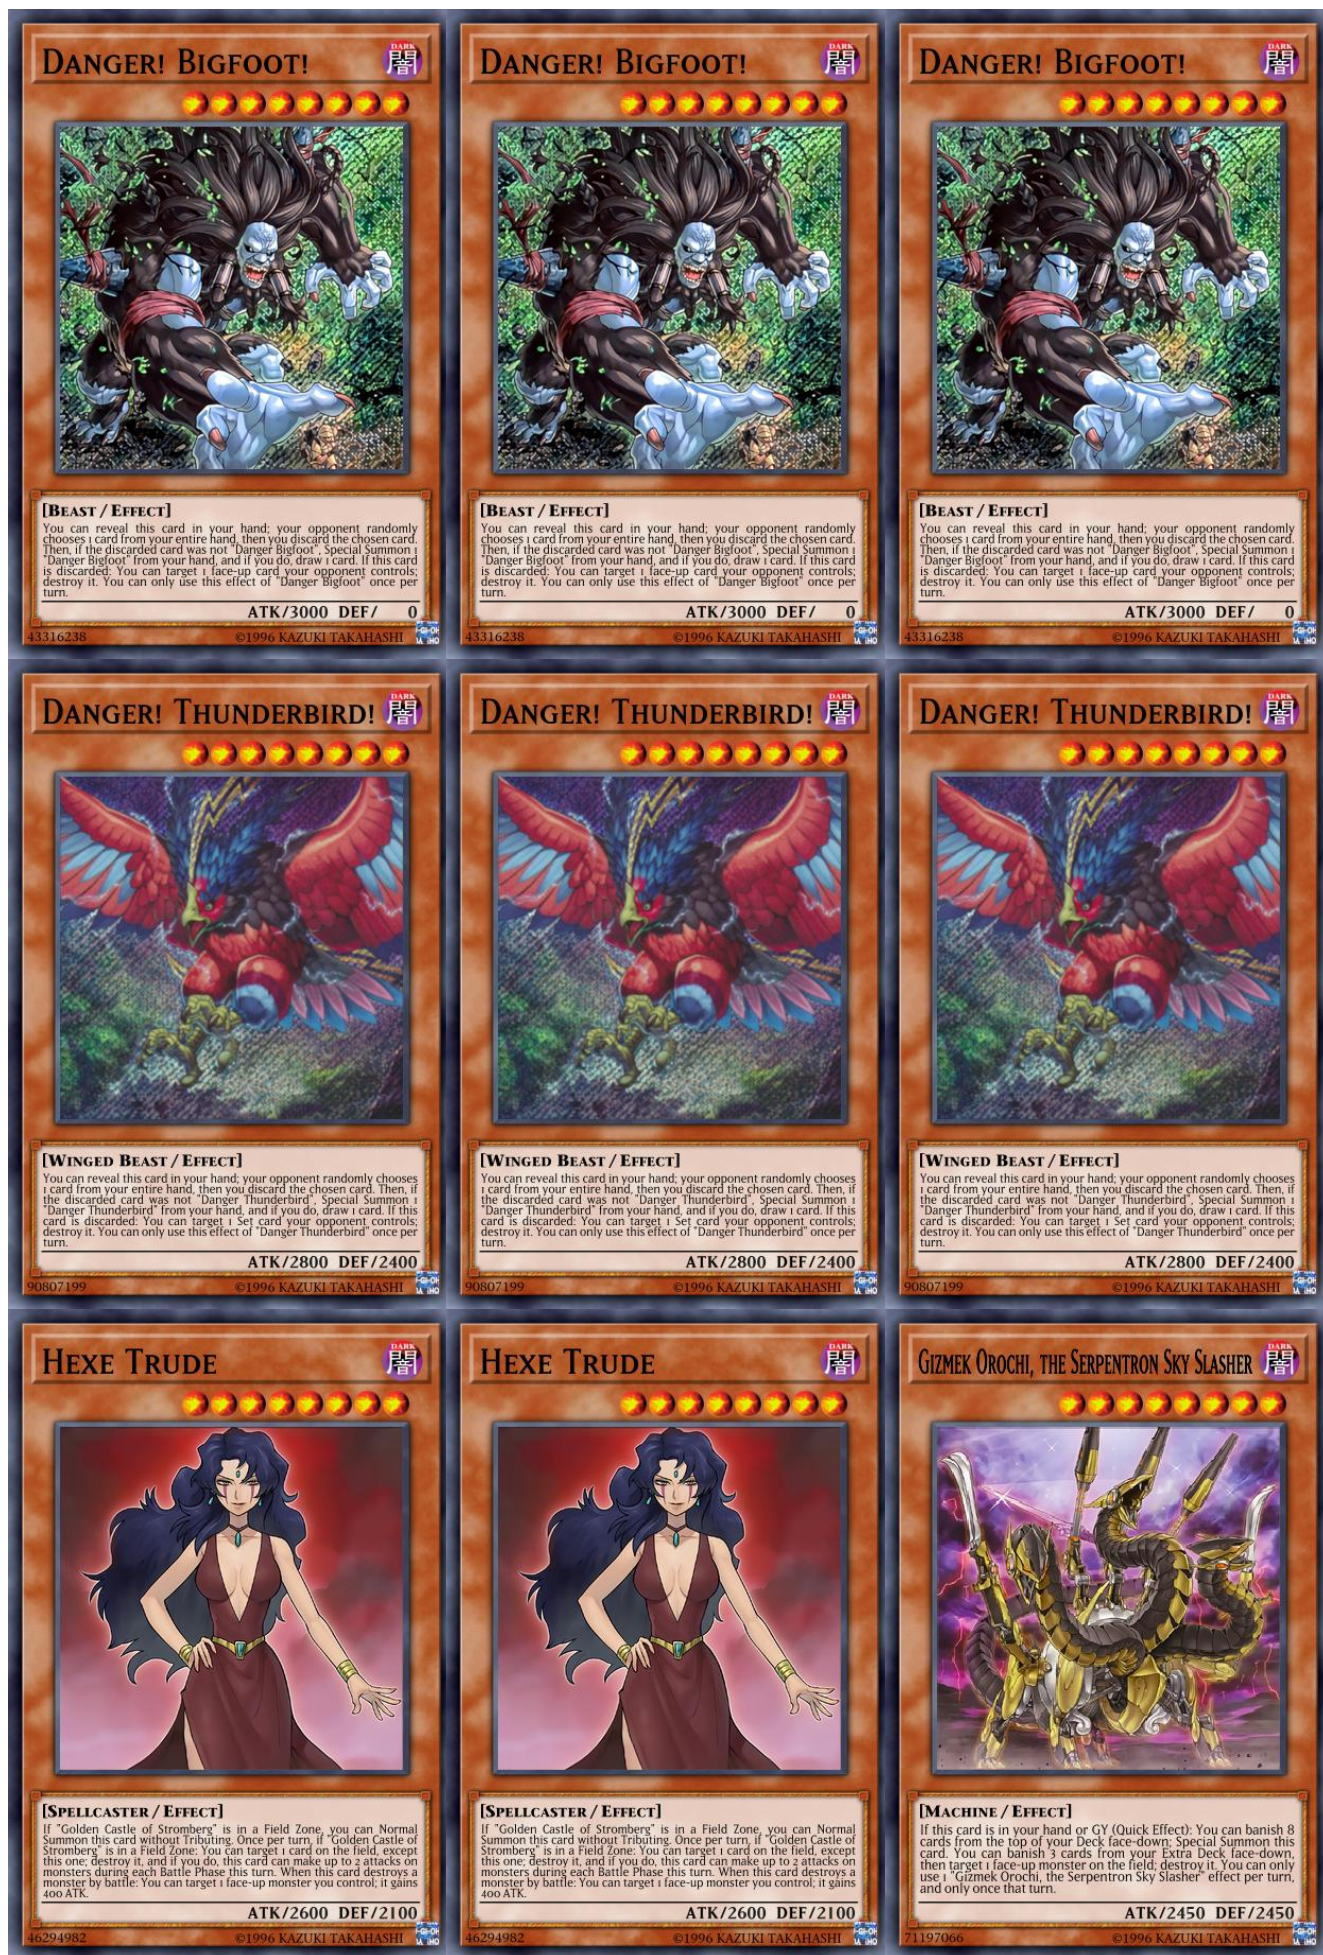 DANGER! BIGFOOT!
DARK
闇
[BEAST / EFFECT]
You can reveal this card in your hand; your opponent randomly
chooses 1 card from your entire hand, then you discard the chosen card.
Then, if the discarded card was not "Danger Bigfoot", Special Summon 1
"Danger Bigfoot" from your hand, and if you do, draw 1 card. If this card
is discarded: You can target 1 face-up card your opponent controls;
destroy it. You can only use this effect of "Danger Bigfoot" once per
turn.
ATK/3000 DEF/ 0
43316238 ©1996 KAZUKI TAKAHASHI
DANGER! BIGFOOT!
DARK
闇
[BEAST / EFFECT]
You can reveal this card in your hand; your opponent randomly
chooses 1 card from your entire hand, then you discard the chosen card.
Then, if the discarded card was not "Danger Bigfoot", Special Summon 1
"Danger Bigfoot" from your hand, and if you do, draw 1 card. If this card
is discarded: You can target 1 face-up card your opponent controls;
destroy it. You can only use this effect of "Danger Bigfoot" once per
turn.
ATK/3000 DEF/ 0
43316238 ©1996 KAZUKI TAKAHASHI
DANGER! BIGFOOT!
DARK
闇
[BEAST / EFFECT]
You can reveal this card in your hand; your opponent randomly
chooses 1 card from your entire hand, then you discard the chosen card.
Then, if the discarded card was not "Danger Bigfoot", Special Summon 1
"Danger Bigfoot" from your hand, and if you do, draw 1 card. If this card
is discarded: You can target 1 face-up card your opponent controls;
destroy it. You can only use this effect of "Danger Bigfoot" once per
turn.
ATK/3000 DEF/ 0
43316238 ©1996 KAZUKI TAKAHASHI
DANGER! THUNDERBIRD!
DARK
闇
[WINGED BEAST / EFFECT]
You can reveal this card in your hand; your opponent randomly chooses
1 card from your entire hand, then you discard the chosen card. Then, if
the discarded card was not "Danger Thunderbird", Special Summon 1
"Danger Thunderbird" from your hand, and if you do, draw 1 card. If this
card is discarded: You can target 1 Set card your opponent controls;
destroy it. You can only use this effect of "Danger Thunderbird" once per
turn.
ATK/2800 DEF/2400
90807199 ©1996 KAZUKI TAKAHASHI
DANGER! THUNDERBIRD!
DARK
闇
[WINGED BEAST / EFFECT]
You can reveal this card in your hand; your opponent randomly chooses
1 card from your entire hand, then you discard the chosen card. Then, if
the discarded card was not "Danger Thunderbird", Special Summon 1
"Danger Thunderbird" from your hand, and if you do, draw 1 card. If this
card is discarded: You can target 1 Set card your opponent controls;
destroy it. You can only use this effect of "Danger Thunderbird" once per
turn.
ATK/2800 DEF/2400
90807199 ©1996 KAZUKI TAKAHASHI
DANGER! THUNDERBIRD!
DARK
闇
[WINGED BEAST / EFFECT]
You can reveal this card in your hand; your opponent randomly chooses
1 card from your entire hand, then you discard the chosen card. Then, if
the discarded card was not "Danger Thunderbird", Special Summon 1
"Danger Thunderbird" from your hand, and if you do, draw 1 card. If this
card is discarded: You can target 1 Set card your opponent controls;
destroy it. You can only use this effect of "Danger Thunderbird" once per
turn.
ATK/2800 DEF/2400
90807199 ©1996 KAZUKI TAKAHASHI
HEXE TRUDE
DARK
闇
[SPELLCASTER / EFFECT]
If "Golden Castle of Stromberg" is in a Field Zone, you can Normal
Summon this card without Tributing. Once per turn, if "Golden Castle of
Stromberg" is in a Field Zone: You can target 1 card on the field, except
this one; destroy it, and if you do, this card can make up to 2 attacks on
monsters during each Battle Phase this turn. When this card destroys a
monster by battle: You can target 1 face-up monster you control; it gains
400 ATK.
ATK/2600 DEF/2100
46294982 ©1996 KAZUKI TAKAHASHI
HEXE TRUDE
DARK
闇
[SPELLCASTER / EFFECT]
If "Golden Castle of Stromberg" is in a Field Zone, you can Normal
Summon this card without Tributing. Once per turn, if "Golden Castle of
Stromberg" is in a Field Zone: You can target 1 card on the field, except
this one; destroy it, and if you do, this card can make up to 2 attacks on
monsters during each Battle Phase this turn. When this card destroys a
monster by battle: You can target 1 face-up monster you control; it gains
400 ATK.
ATK/2600 DEF/2100
46294982 ©1996 KAZUKI TAKAHASHI
GIZMEK OROCHI, THE SERPENTRON SKY SLASHER
DARK
闇
[MACHINE / EFFECT]
If this card is in your hand or GY (Quick Effect): You can banish 8
cards from the top of your Deck face-down; Special Summon this
card. You can banish 3 cards from your Extra Deck face-down,
then target 1 face-up monster on the field; destroy it. You can only
use 1 "Gizmek Orochi, the Serpentron Sky Slasher" effect per turn,
and only once that turn.
ATK/2450 DEF/2450
71197066 ©1996 KAZUKI TAKAHASHI